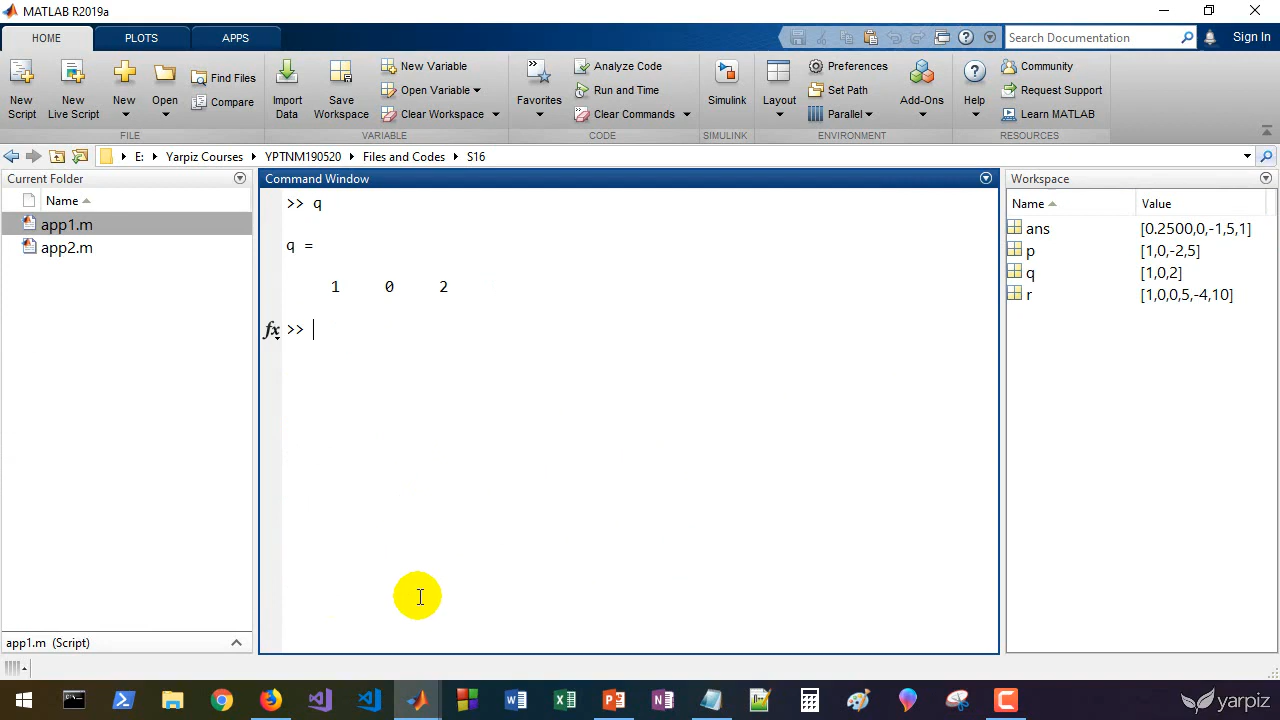 MATLAB R2019a
HOME PLOTS APPS
Search Documentation
Sign In
New Script
New Live Script
New
Open
Find Files
Compare
FILE
Import Data
Save Workspace
New Variable
Open Variable
Clear Workspace
VARIABLE
Favorites
Analyze Code
Run and Time
Clear Commands
CODE
Simulink
SIMULINK
Layout
Preferences
Set Path
Parallel
Add-Ons
ENVIRONMENT
Help
Community
Request Support
Learn MATLAB
RESOURCES
E: Yarpiz Courses YPTNM190520 Files and Codes S16
Current Folder
Name
app1.m
app2.m
app1.m (Script)
Command Window
>> q
q =
1 0 2
fx >>
Workspace
Name Value
ans [0.2500,0,-1,5,1]
p [1,0,-2,5]
q [1,0,2]
r [1,0,0,5,-4,10]
yarpiz